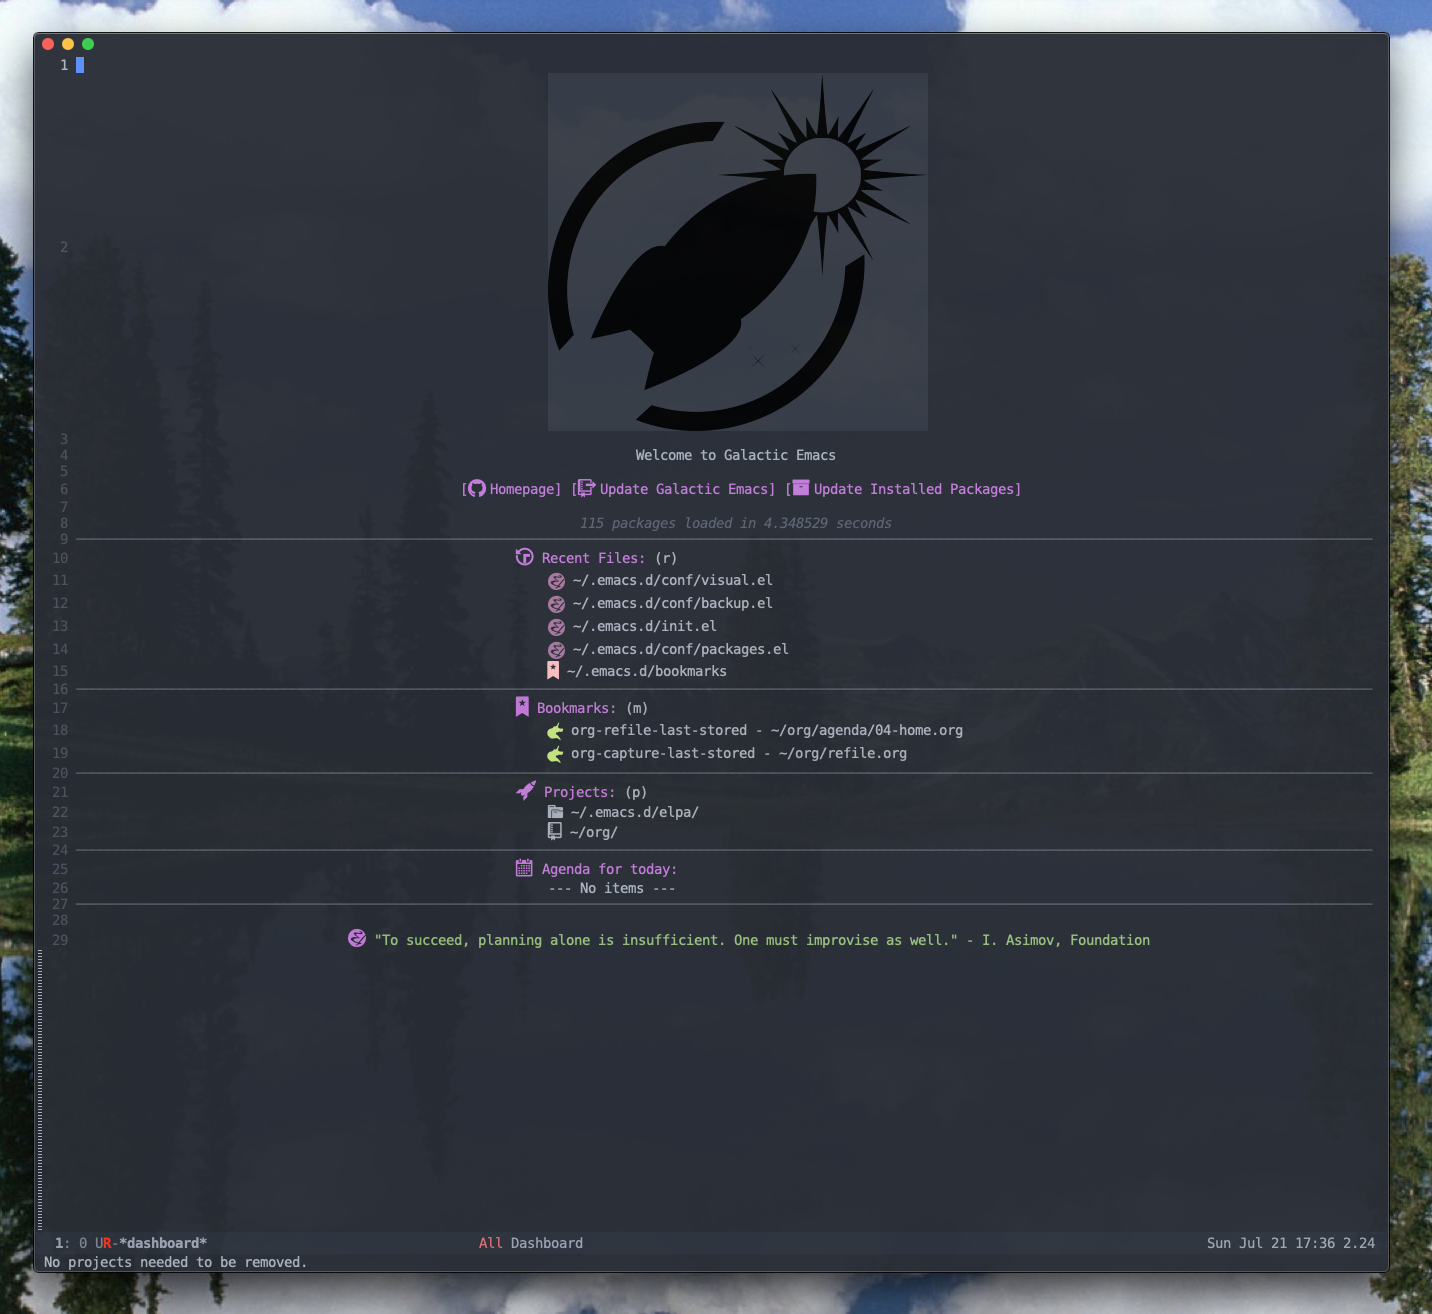 1
2
3
4 Welcome to Galactic Emacs
5
6 [Homepage] [Update Galactic Emacs] [Update Installed Packages]
7
8 115 packages loaded in 4.348529 seconds
9
10 Recent Files: (r)
11 ~/.emacs.d/conf/visual.el
12 ~/.emacs.d/conf/backup.el
13 ~/.emacs.d/init.el
14 ~/.emacs.d/conf/packages.el
15 ~/.emacs.d/bookmarks
16
17 Bookmarks: (m)
18 org-refile-last-stored - ~/org/agenda/04-home.org
19 org-capture-last-stored - ~/org/refile.org
20
21 Projects: (p)
22 ~/.emacs.d/elpa/
23 ~/org/
24
25 Agenda for today:
26 --- No items ---
27
28
29 "To succeed, planning alone is insufficient. One must improvise as well." - I. Asimov, Foundation
1: 0 UR-*dashboard* All Dashboard Sun Jul 21 17:36 2.24
No projects needed to be removed.